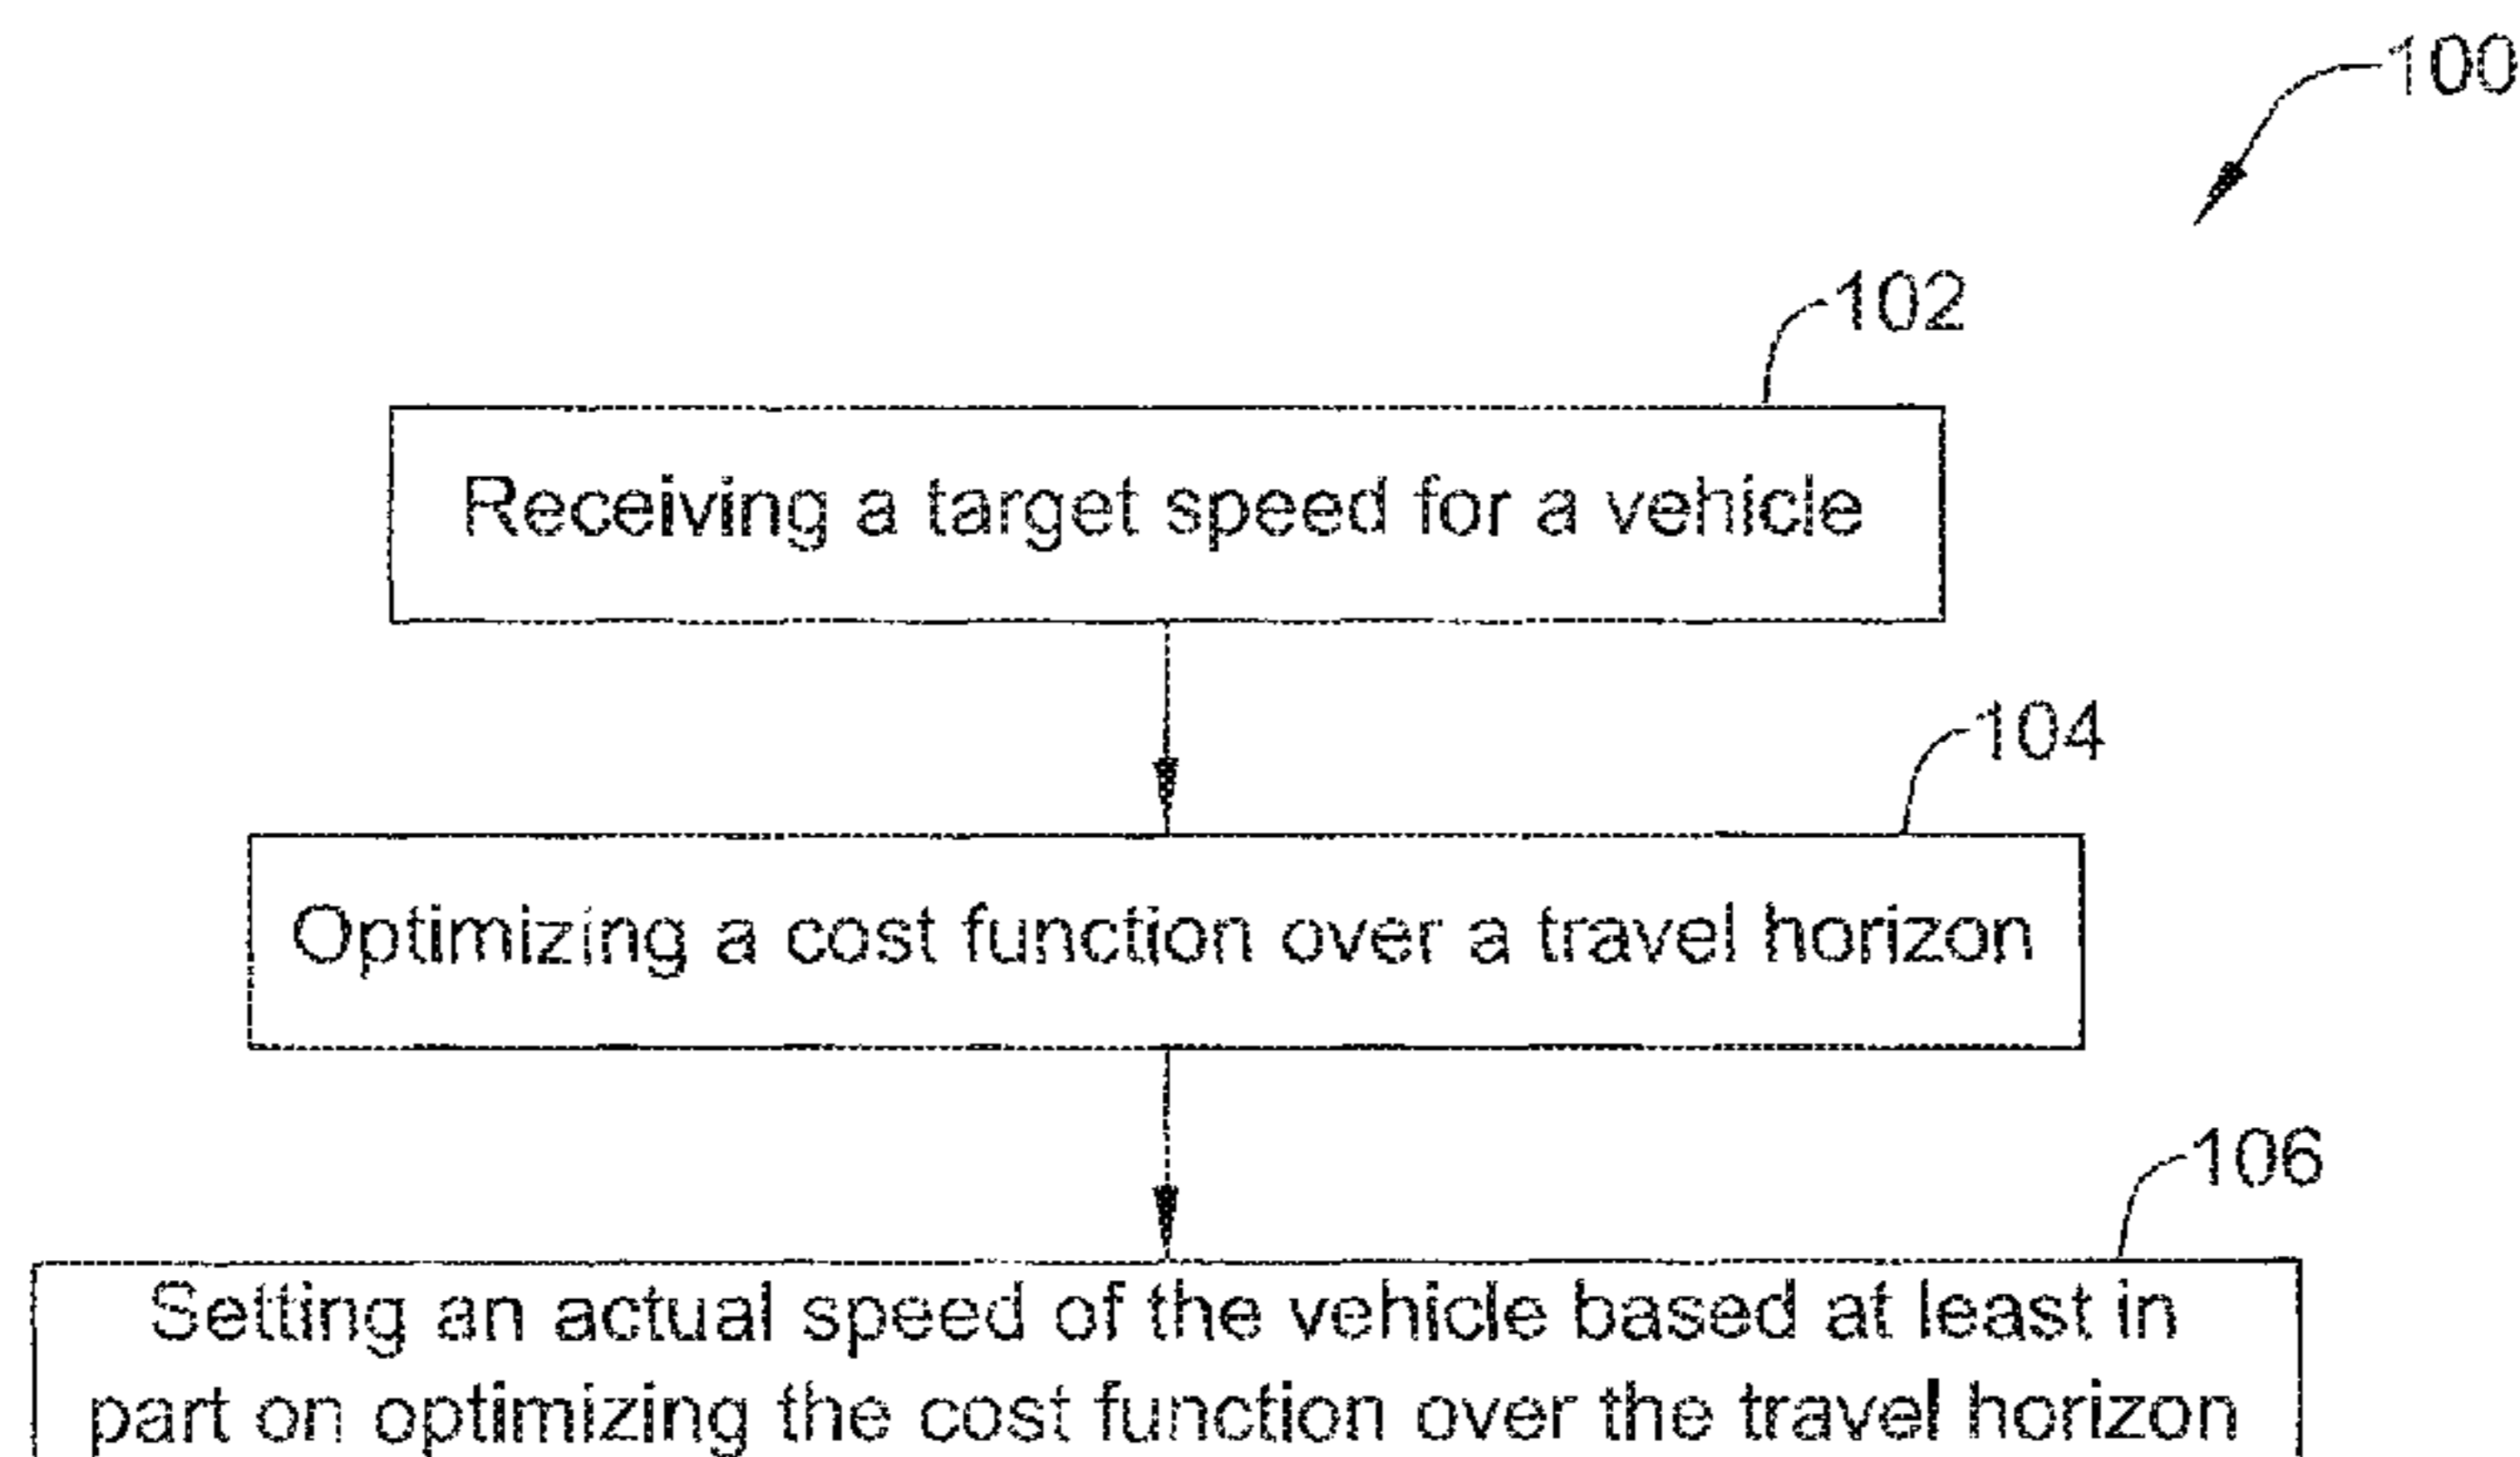 100
102
Receiving a target speed for a vehicle
104
Optimizing a cost function over a travel horizon
106
Setting an actual speed of the vehicle based at least in
part on optimizing the cost function over the travel horizon